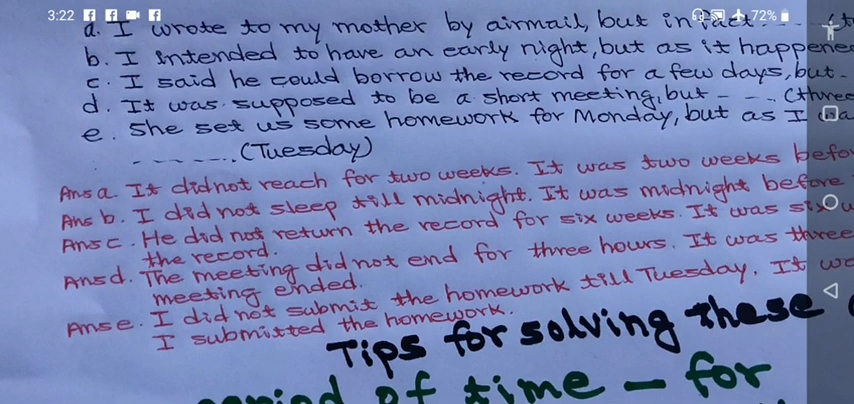 3:22 72%
a. I wrote to my mother by airmail, but in fact
b. I intended to have an early night, but as it happened
c. I said he could borrow the record for a few days, but -
d. It was supposed to be a short meeting, but - - -. (three
e. She set us some homework for Monday, but as I
- - - - - - -. (Tuesday)
Ans a. It did not reach for two weeks. It was two weeks befo
Ans b. I did not sleep till midnight. It was midnight before
Ans c. He did not return the record for six weeks. It was six
the record.
Ans d. The meeting did not end for three hours. It was three
meeting ended.
Ans e. I did not submit the homework till Tuesday. It wa
I submitted the homework.
Tips for solving these
period of time - for